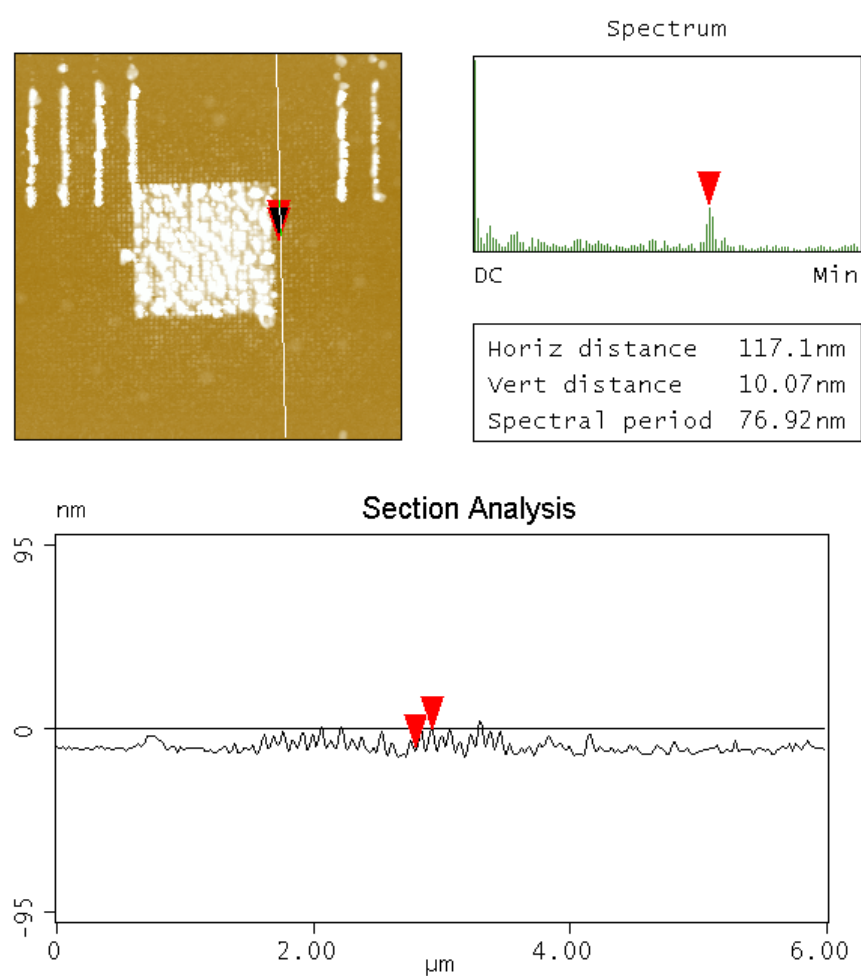 Spectrum
DC Min
Horiz distance 117.1nm
Vert distance 10.07nm
Spectral period 76.92nm
nm Section Analysis
95
0
-95
0 2.00 4.00 6.00
µm